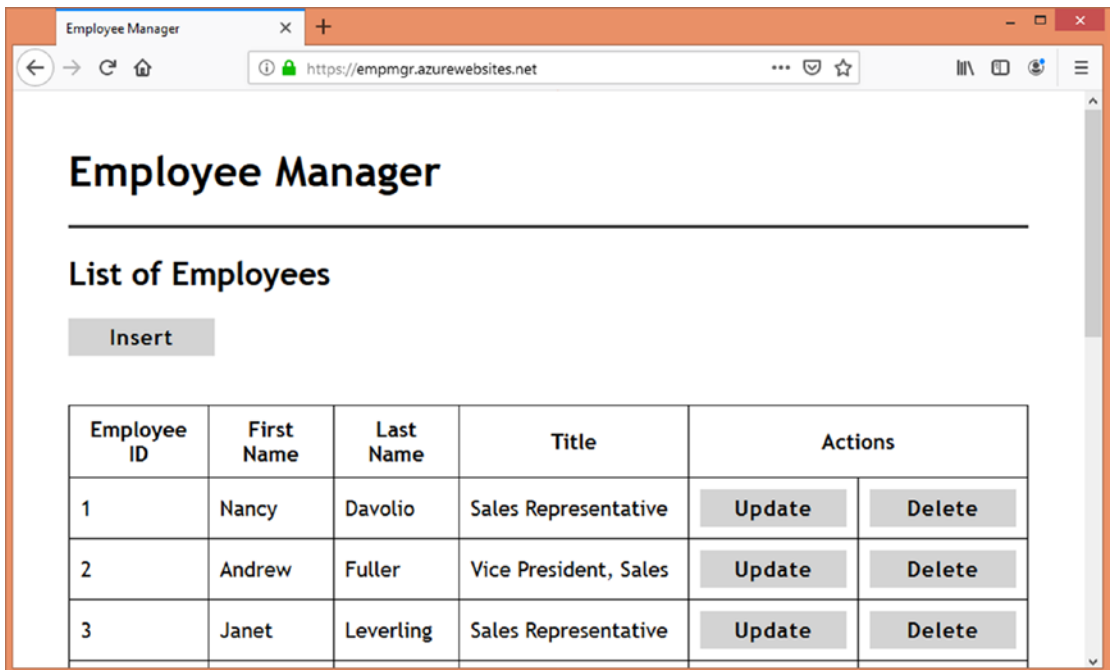 Employee Manager
https://empmgr.azurewebsites.net
Employee Manager
List of Employees
Insert
Employee ID First Name Last Name Title Actions
1 Nancy Davolio Sales Representative Update Delete
2 Andrew Fuller Vice President, Sales Update Delete
3 Janet Leverling Sales Representative Update Delete